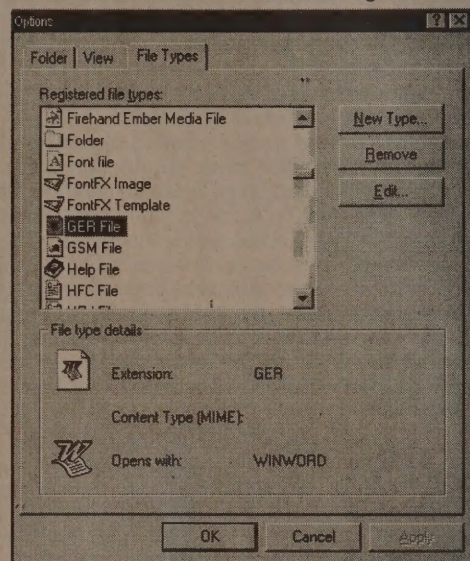 Options
Folder View File Types
Registered file types:
Firehand Ember Media File
Folder
Font file
FontFX Image
FontFX Template
GER File
GSM File
Help File
HFC File
New Type...
Remove
Edit...
File type details
Extension: GER
Content Type (MIME):
Opens with: WINWORD
OK Cancel Apply